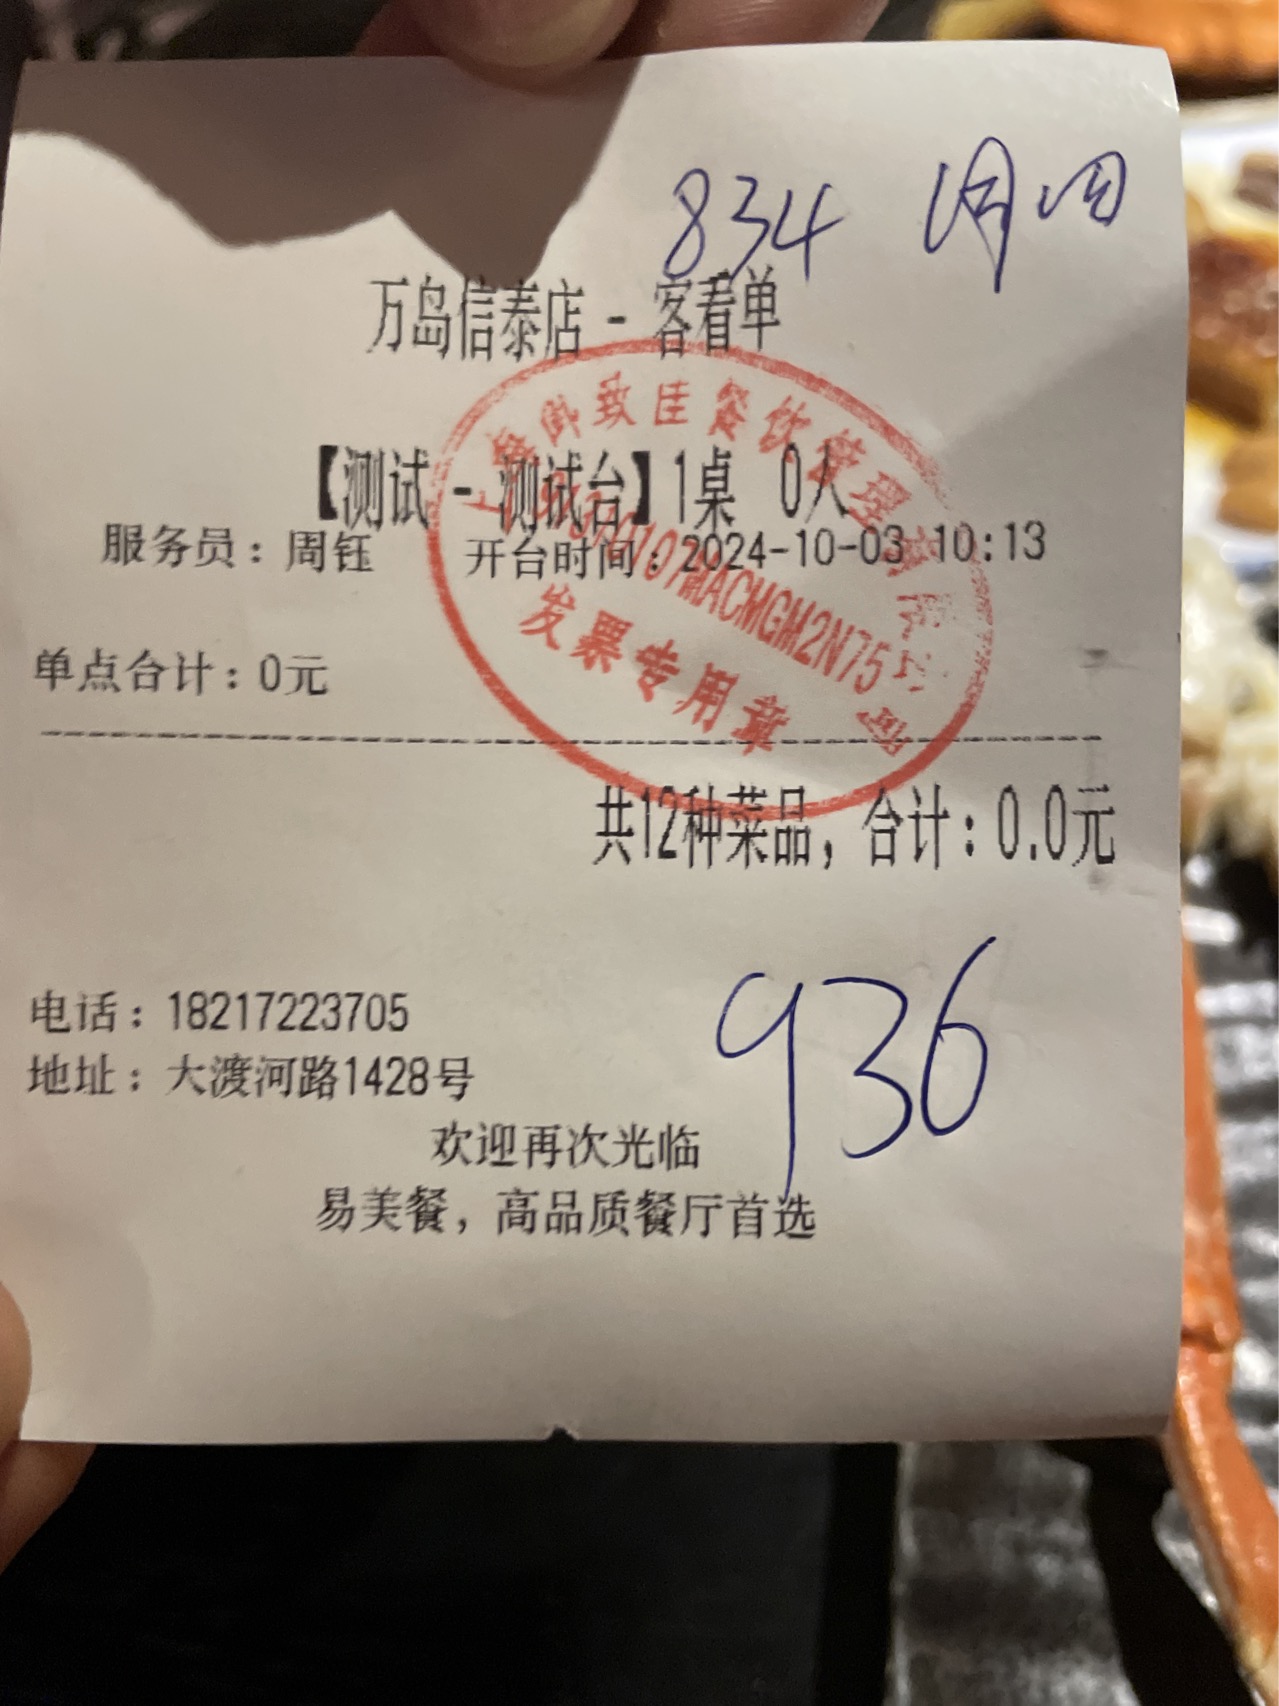 834
万岛信泰店 - 客看单
【测试 - 测试台】1桌 0人
服务员：周钰 开台时间：2024-10-03 10:13
单点合计：0元
发票专用章
共12种菜品，合计：0.0元
936
电话：18217223705
地址：大渡河路1428号
欢迎再次光临
易美餐，高品质餐厅首选